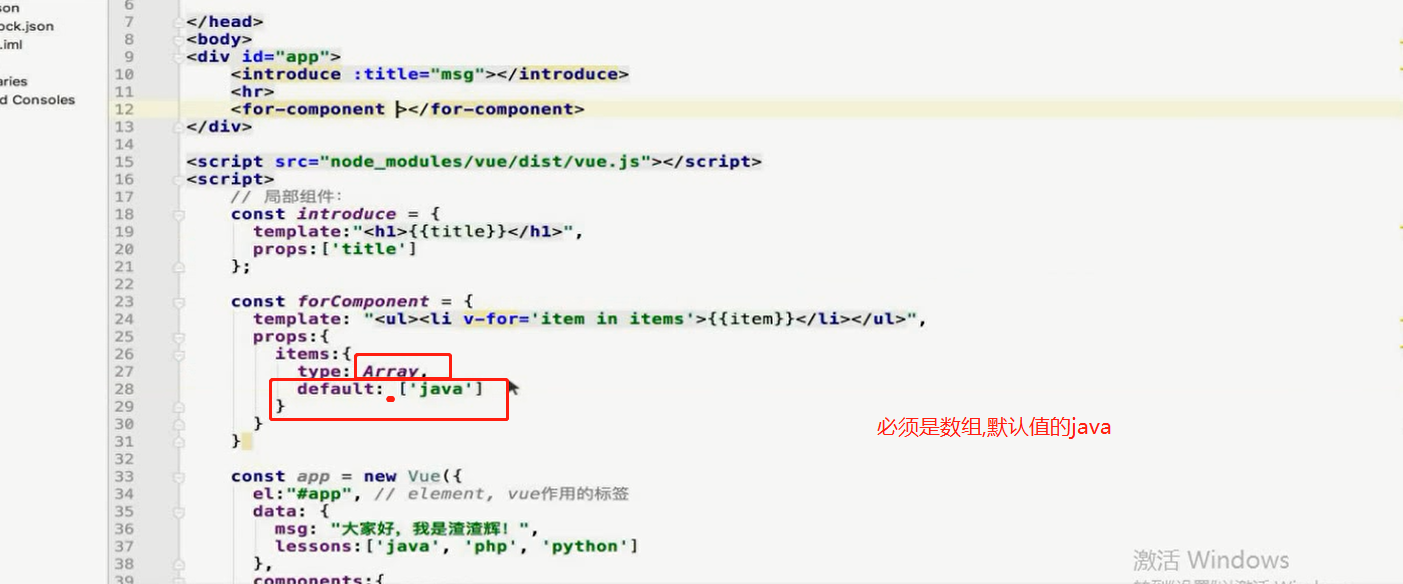 son
ock.json
.iml
aries
d Consoles
6
7 </head>
8 <body>
9 <div id="app">
10 <introduce :title="msg"></introduce>
11 <hr>
12 <for-component ></for-component>
13 </div>
14
15 <script src="node_modules/vue/dist/vue.js"></script>
16 <script>
17 // 局部组件:
18 const introduce = {
19 template:"<h1>{{title}}</h1>",
20 props:['title']
21 };
22
23 const forComponent = {
24 template: "<ul><li v-for='item in items'>{{item}}</li></ul>",
25 props:{
26 items:{
27 type: Array,
28 default: ['java']
29 }
30 }
31 }
必须是数组,默认值的java
32
33 const app = new Vue({
34 el:"#app", // element, vue作用的标签
35 data: {
36 msg: "大家好, 我是渣渣辉! ",
37 lessons:['java', 'php', 'python']
38 },
39 components:{
激活 Windows